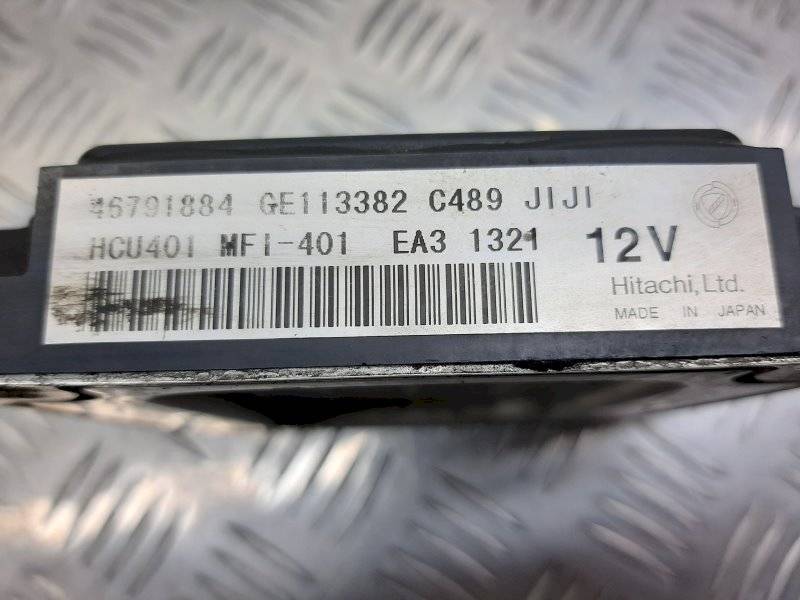 46791884 GE113382 C489 JIJI
HCU401 MFI-401 EA3 1321 12V
Hitachi, Ltd.
MADE IN JAPAN